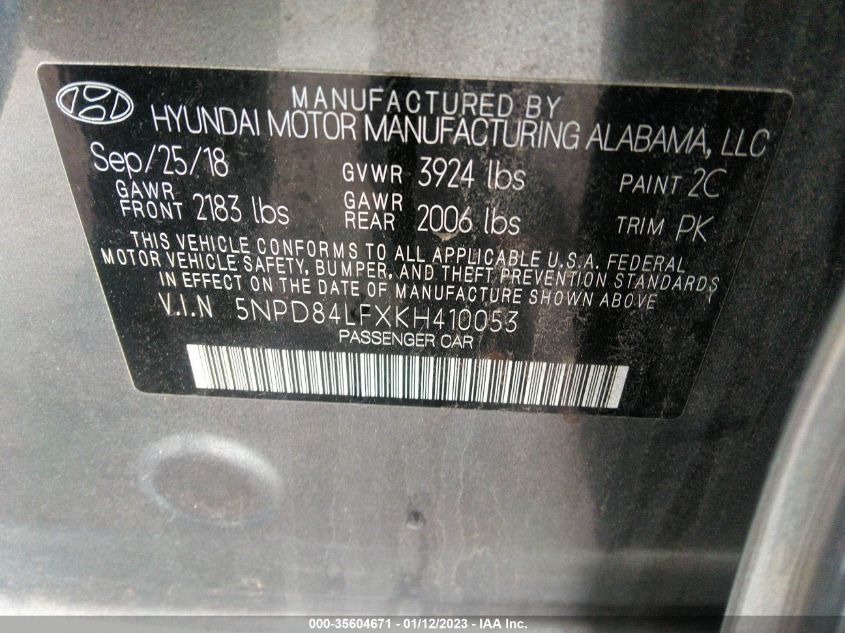 MANUFACTURED BY
HYUNDAI MOTOR MANUFACTURING ALABAMA, LLC
Sep/25/18 GVWR 3924 lbs PAINT 2C
GAWR FRONT 2183 lbs GAWR REAR 2006 lbs TRIM PK
THIS VEHICLE CONFORMS TO ALL APPLICABLE U.S.A. FEDERAL
MOTOR VEHICLE SAFETY, BUMPER, AND THEFT PREVENTION STANDARDS
IN EFFECT ON THE DATE OF MANUFACTURE SHOWN ABOVE
V.I.N 5NPD84LFXKH410053
PASSENGER CAR
000-35604671 - 01/12/2023 - IAA Inc.